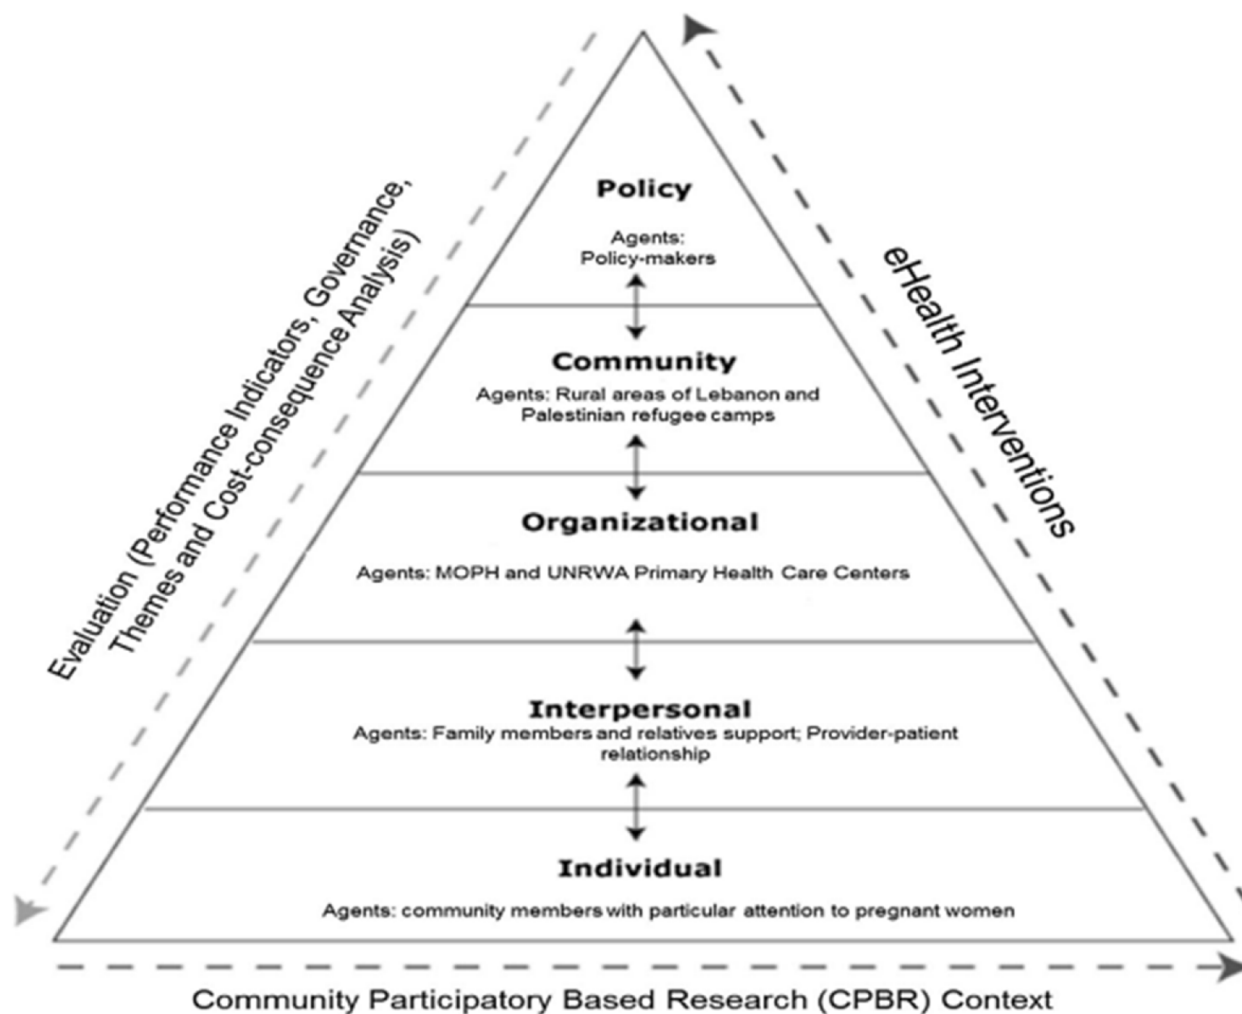 Policy
Agents:
Policy-makers
Community
Agents: Rural areas of Lebanon and
Palestinian refugee camps
Organizational
Agents: MOPH and UNRWA Primary Health Care Centers
Interpersonal
Agents: Family members and relatives support; Provider-patient
relationship
Individual
Agents: community members with particular attention to pregnant women
Evaluation (Performance Indicators, Governance,
Themes and Cost-consequence Analysis)
eHealth Interventions
Community Participatory Based Research (CPBR) Context